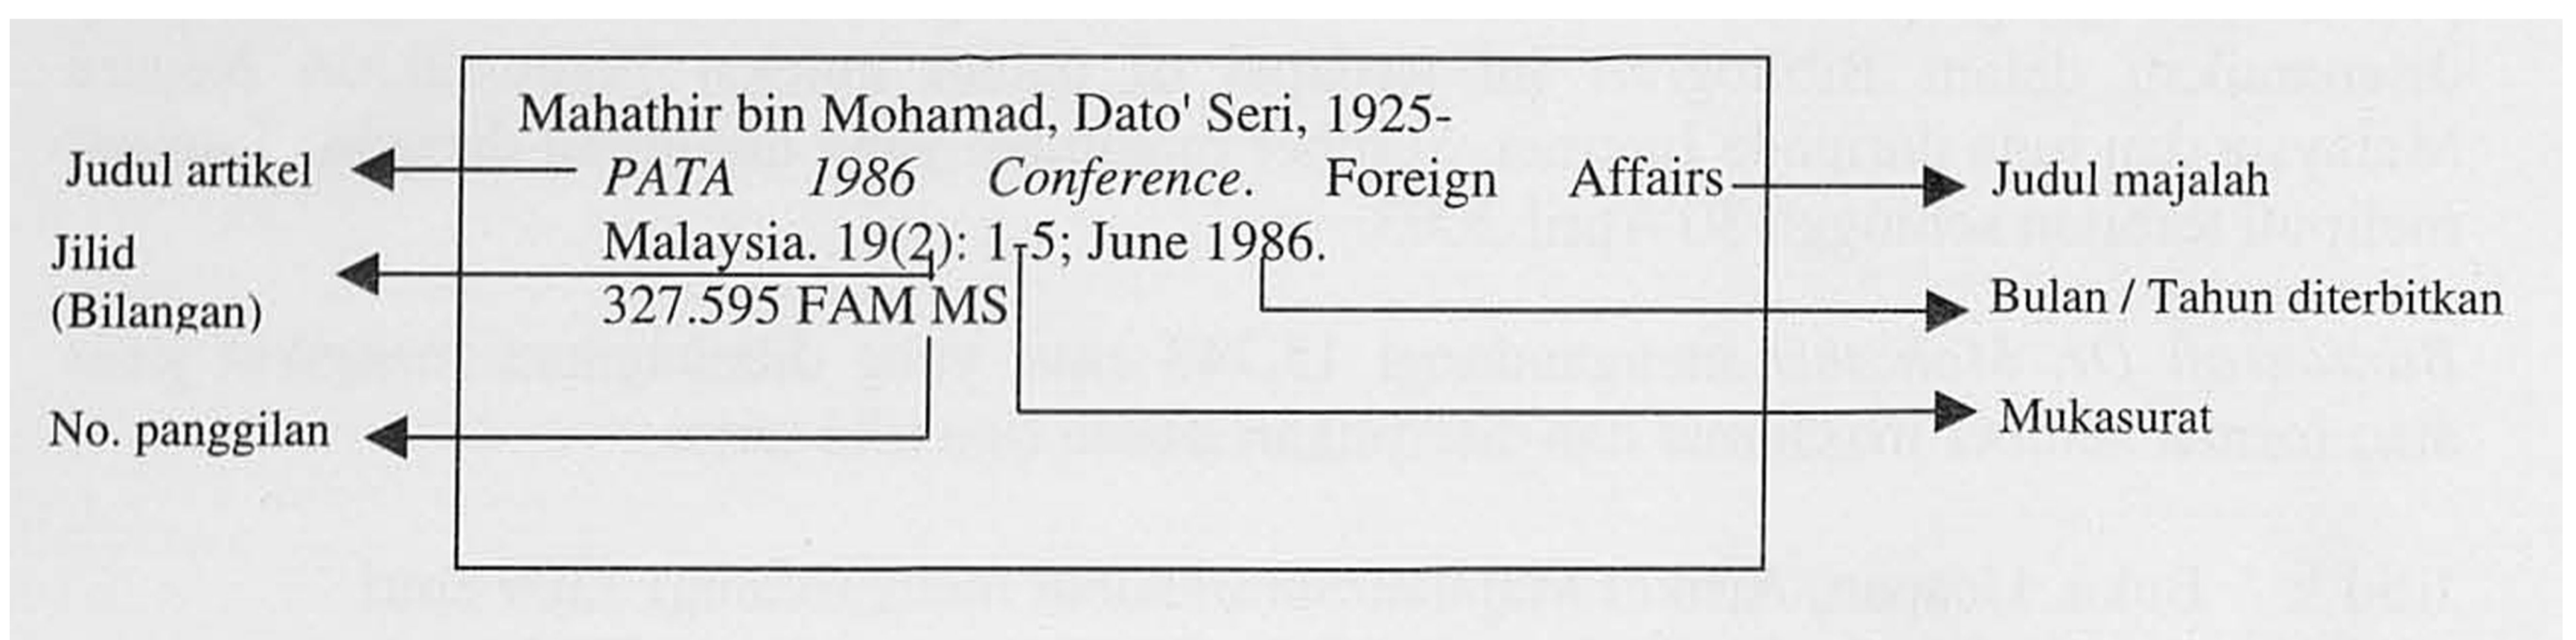 Mahathir bin Mohamad, Dato' Seri, 1925-
Judul artikel
PATA 1986 Conference. Foreign Affairs
Judul majalah
Malaysia. 19(2): 1-5; June 1986.
Jilid
(Bilangan)
327.595 FAM MS
Bulan / Tahun diterbitkan
No. panggilan
Mukasurat